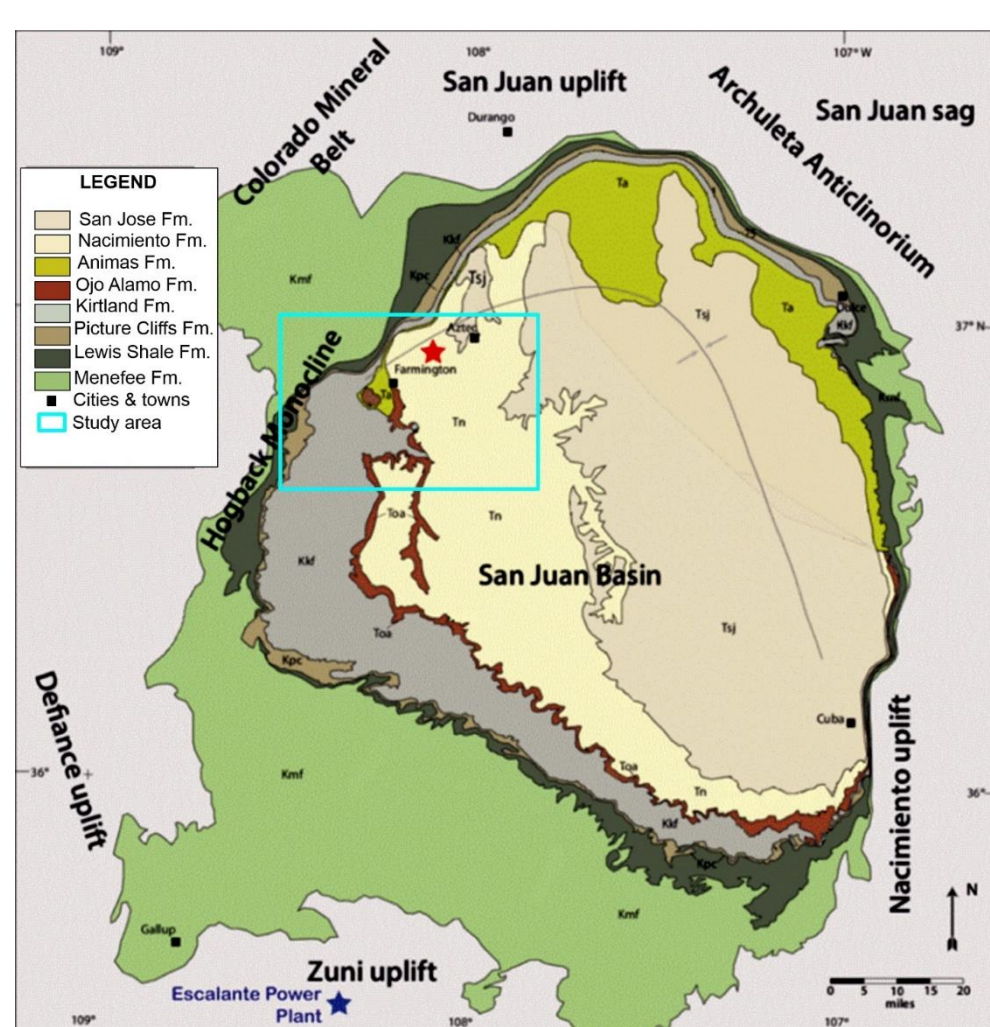 109°
108°
107° W
Colorado Mineral
Belt
San Juan uplift
Durango
Archuleta Anticlinorium
San Juan sag
LEGEND
San Jose Fm.
Nacimiento Fm.
Animas Fm.
Ojo Alamo Fm.
Kirtland Fm.
Picture Cliffs Fm.
Lewis Shale Fm.
Menefee Fm.
Cities & towns
Study area
Ta
Kkf
Kpc
Tsj
Kmf
Ta
Dulce
Kkf
Tsj
37° N
Aztec
Farmington
Ta
Tn
Hogback Monocline
Toa
Tn
Kkf
San Juan Basin
Toa
Tsj
Kpc
Defiance uplift
Cuba
Nacimiento uplift
36°
Kmf
Toa
Tn
36°
Kkf
Kpc
N
Kmf
Gallup
Zuni uplift
Escalante Power
Plant
0 5 10 15 20
miles
109°
108°
107°